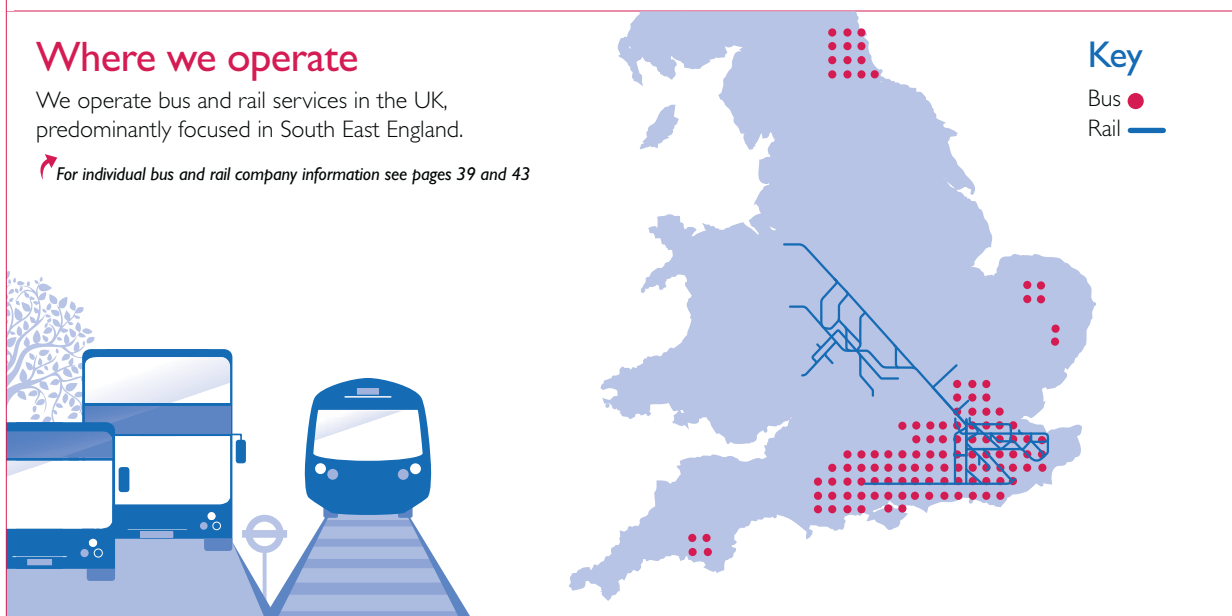 Where we operate
We operate bus and rail services in the UK,
predominantly focused in South East England.
For individual bus and rail company information see pages 39 and 43
Key
Bus
Rail